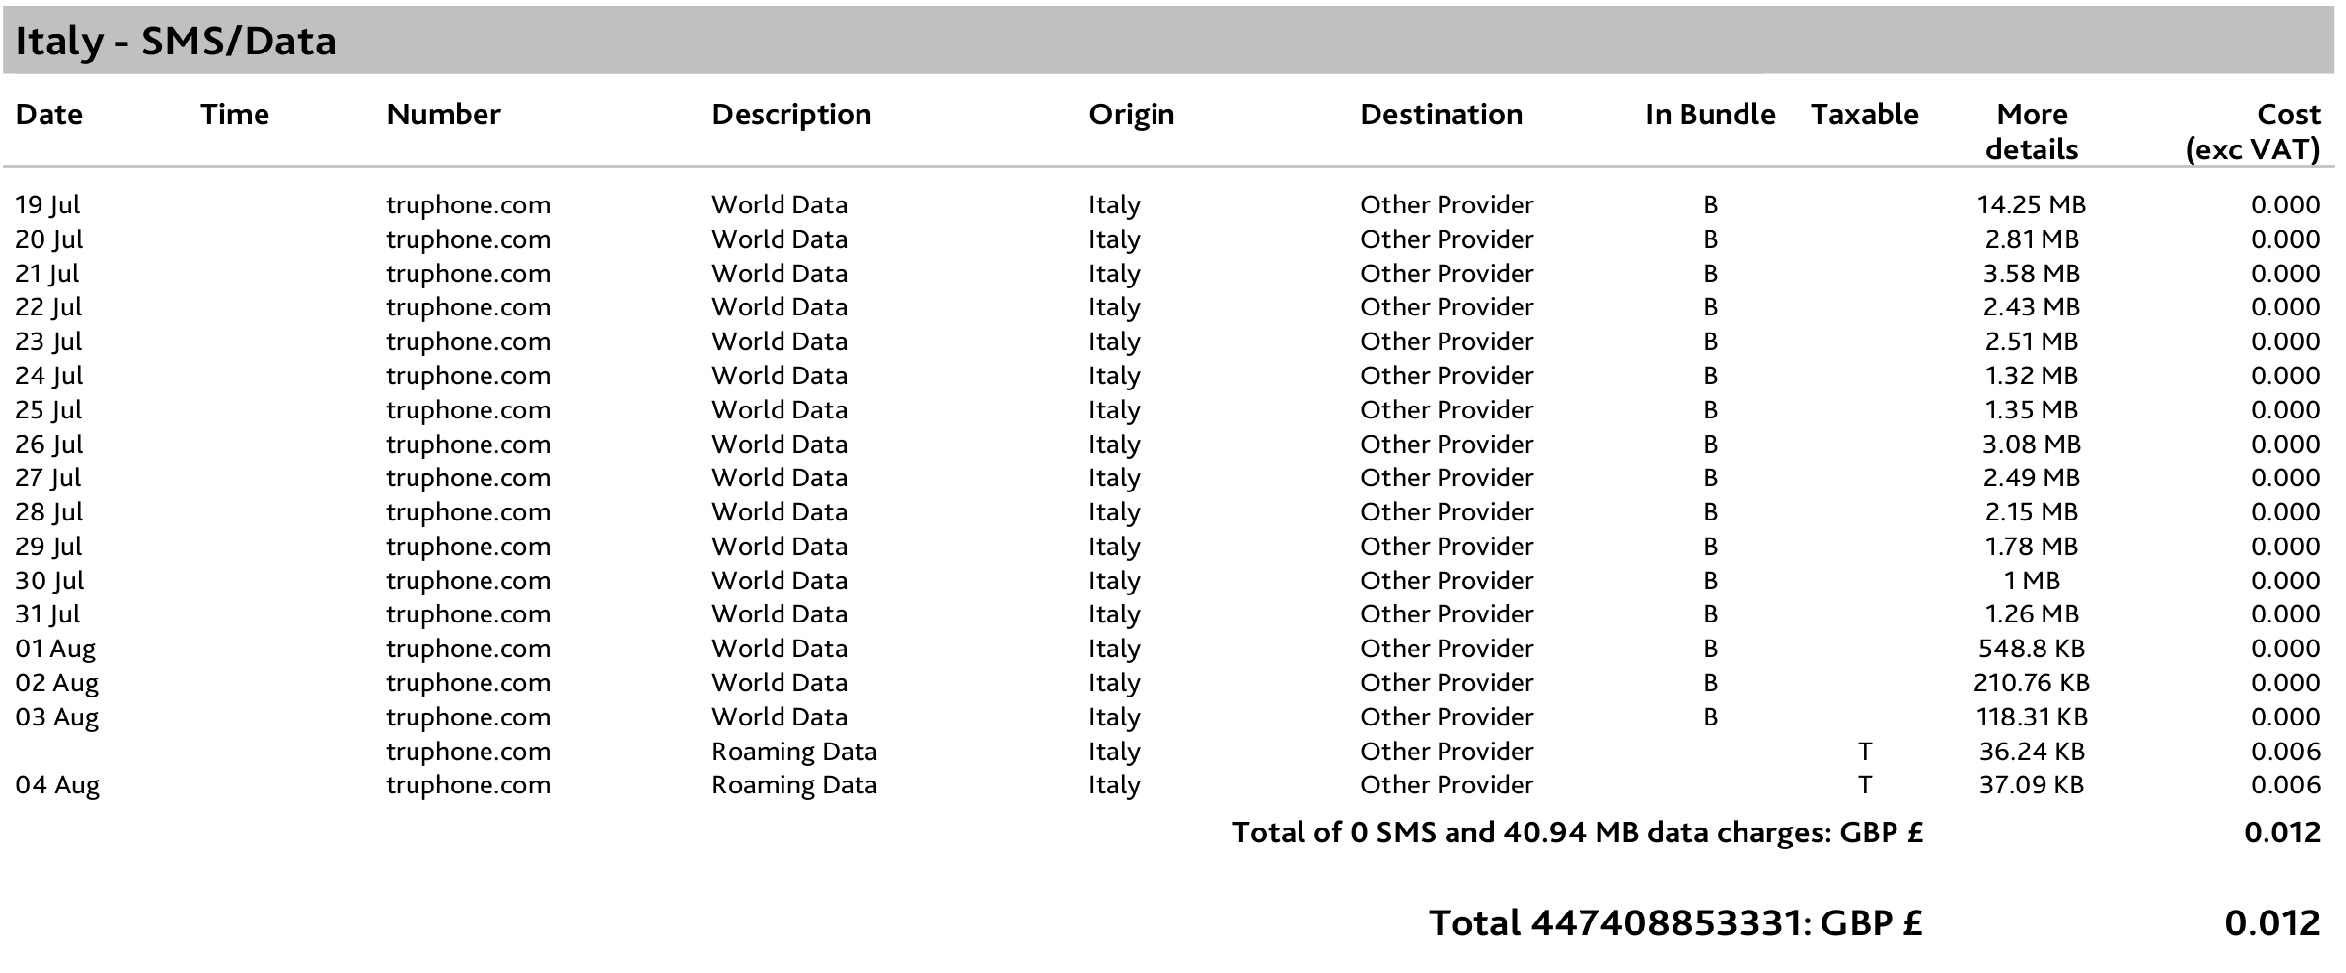 Italy - SMS/Data
Date Time Number Description Origin Destination In Bundle Taxable More details Cost (exc VAT)
19 Jul truphone.com World Data Italy Other Provider B 14.25 MB 0.000
20 Jul truphone.com World Data Italy Other Provider B 2.81 MB 0.000
21 Jul truphone.com World Data Italy Other Provider B 3.58 MB 0.000
22 Jul truphone.com World Data Italy Other Provider B 2.43 MB 0.000
23 Jul truphone.com World Data Italy Other Provider B 2.51 MB 0.000
24 Jul truphone.com World Data Italy Other Provider B 1.32 MB 0.000
25 Jul truphone.com World Data Italy Other Provider B 1.35 MB 0.000
26 Jul truphone.com World Data Italy Other Provider B 3.08 MB 0.000
27 Jul truphone.com World Data Italy Other Provider B 2.49 MB 0.000
28 Jul truphone.com World Data Italy Other Provider B 2.15 MB 0.000
29 Jul truphone.com World Data Italy Other Provider B 1.78 MB 0.000
30 Jul truphone.com World Data Italy Other Provider B 1 MB 0.000
31 Jul truphone.com World Data Italy Other Provider B 1.26 MB 0.000
01 Aug truphone.com World Data Italy Other Provider B 548.8 KB 0.000
02 Aug truphone.com World Data Italy Other Provider B 210.76 KB 0.000
03 Aug truphone.com World Data Italy Other Provider B 118.31 KB 0.000
truphone.com Roaming Data Italy Other Provider T 36.24 KB 0.006
04 Aug truphone.com Roaming Data Italy Other Provider T 37.09 KB 0.006
Total of 0 SMS and 40.94 MB data charges: GBP £ 0.012
Total 447408853331: GBP £ 0.012